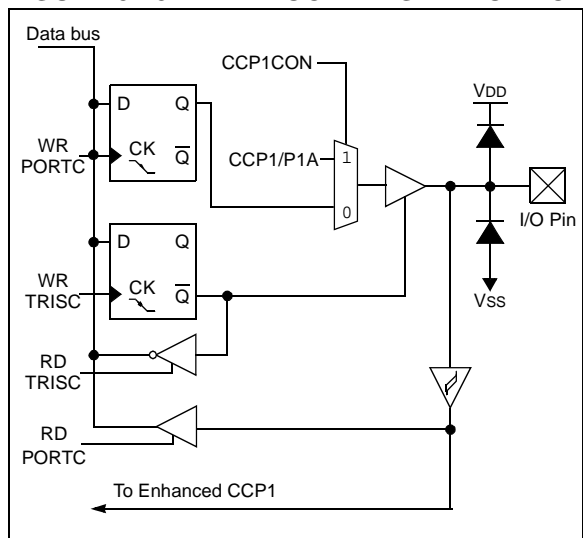 Data bus
CCP1CON
VDD
D Q
WR
PORTC
CK
Q
CCP1/P1A
1
0
I/O Pin
D Q
WR
TRISC
CK
Q
VSS
RD
TRISC
RD
PORTC
To Enhanced CCP1